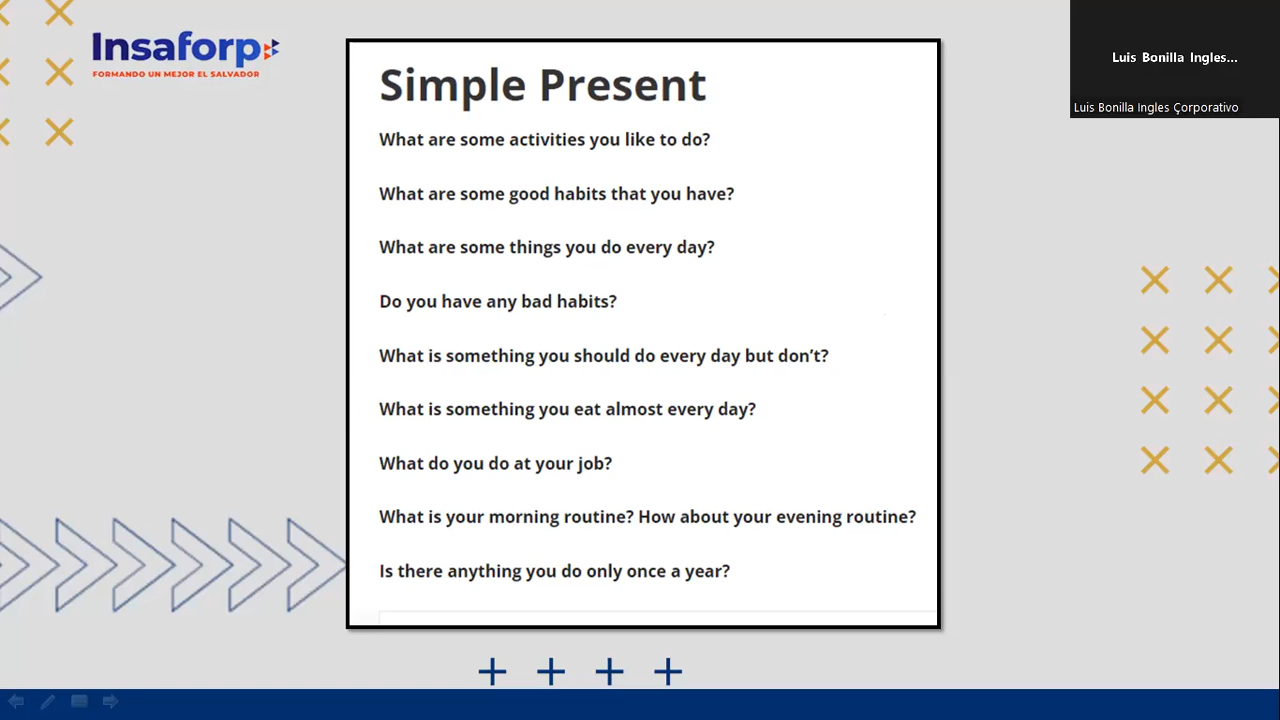 Insaforp
FORMANDO UN MEJOR EL SALVADOR
Luis Bonilla Ingles...
Luis Bonilla Ingles Çorporativo
Simple Present
What are some activities you like to do?
What are some good habits that you have?
What are some things you do every day?
Do you have any bad habits?
What is something you should do every day but don’t?
What is something you eat almost every day?
What do you do at your job?
What is your morning routine? How about your evening routine?
Is there anything you do only once a year?